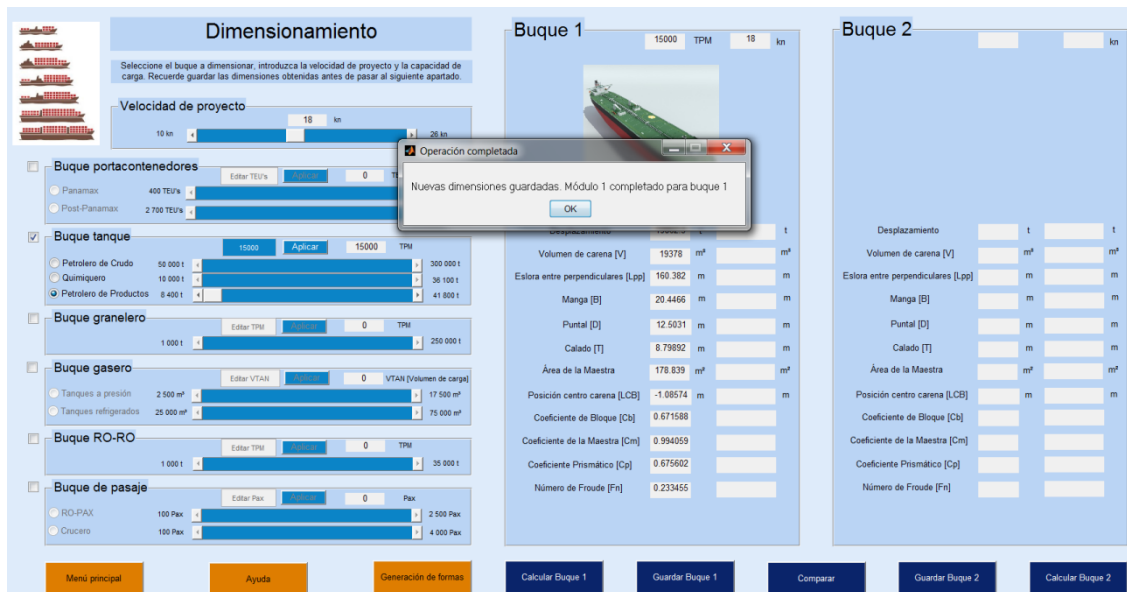 Dimensionamiento
Seleccione el buque a dimensionar, introduzca la velocidad de proyecto y la capacidad de
carga. Recuerde guardar las dimensiones obtenidas antes de pasar al siguiente apartado.
Velocidad de proyecto
18 kn
10 kn 26 kn
Buque portacontenedores
Editar TEU's Aplicar 0
Panamax 400 TEU's
Post-Panamax 2 700 TEU's
Buque tanque
15000 Aplicar 15000 TPM
Petrolero de Crudo 50 000 t 300 000 t
Quimiquero 10 000 t 36 100 t
Petrolero de Productos 8 400 t 41 800 t
Buque granelero
Editar TPM Aplicar 0 TPM
1 000 t 250 000 t
Buque gasero
Editar VTAN Aplicar 0 VTAN [Volumen de carga]
Tanques a presión 2 500 m³ 17 500 m³
Tanques refrigerados 25 000 m³ 75 000 m³
Buque RO-RO
Editar TPM Aplicar 0 TPM
1 000 t 35 000 t
Buque de pasaje
Editar Pax Aplicar 0 Pax
RO-PAX 100 Pax 2 500 Pax
Crucero 100 Pax 4 000 Pax
Menú principal
Ayuda
Generación de formas
Buque 1
15000 TPM 18 kn
Operación completada
Nuevas dimensiones guardadas. Módulo 1 completado para buque 1
OK
Desplazamiento t t
Volumen de carena [V] 19378 m³ m³
Eslora entre perpendiculares [Lpp] 160.382 m m
Manga [B] 20.4466 m m
Puntal [D] 12.5031 m m
Calado [T] 8.79892 m m
Área de la Maestra 178.839 m² m²
Posición centro carena [LCB] -1.08574 m m
Coeficiente de Bloque [Cb] 0.671588
Coeficiente de la Maestra [Cm] 0.994059
Coeficiente Prismático [Cp] 0.675602
Número de Froude [Fn] 0.233455
Calcular Buque 1
Guardar Buque 1
Comparar
Buque 2
kn
Desplazamiento t t
Volumen de carena [V] m³ m³
Eslora entre perpendiculares [Lpp] m m
Manga [B] m m
Puntal [D] m m
Calado [T] m m
Área de la Maestra m² m²
Posición centro carena [LCB] m m
Coeficiente de Bloque [Cb]
Coeficiente de la Maestra [Cm]
Coeficiente Prismático [Cp]
Número de Froude [Fn]
Guardar Buque 2
Calcular Buque 2